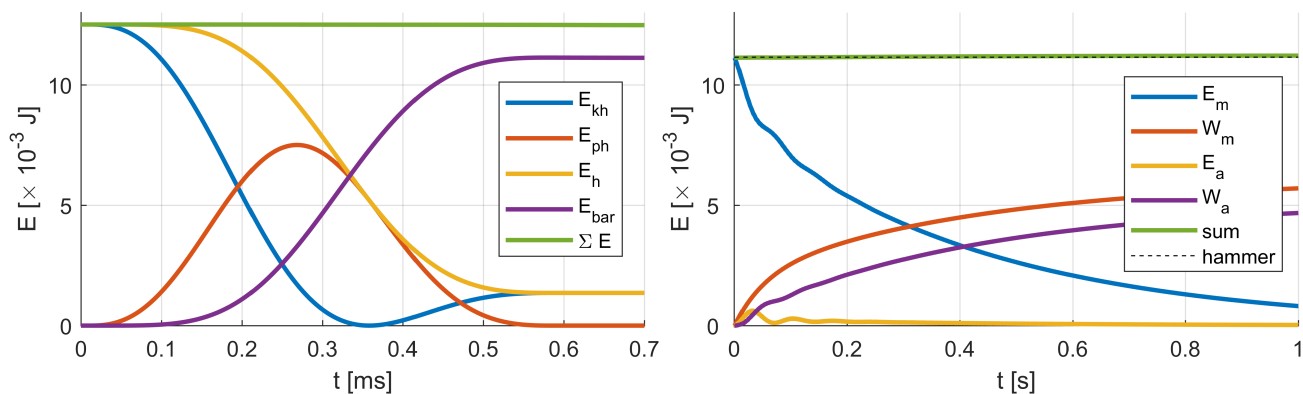 E [× 10⁻³ J]
10
5
0
E_kh
E_ph
E_h
E_bar
Σ E
0 0.1 0.2 0.3 0.4 0.5 0.6 0.7
t [ms]
E [× 10⁻³ J]
10
5
0
E_m
W_m
E_a
W_a
sum
hammer
0 0.2 0.4 0.6 0.8 1
t [s]